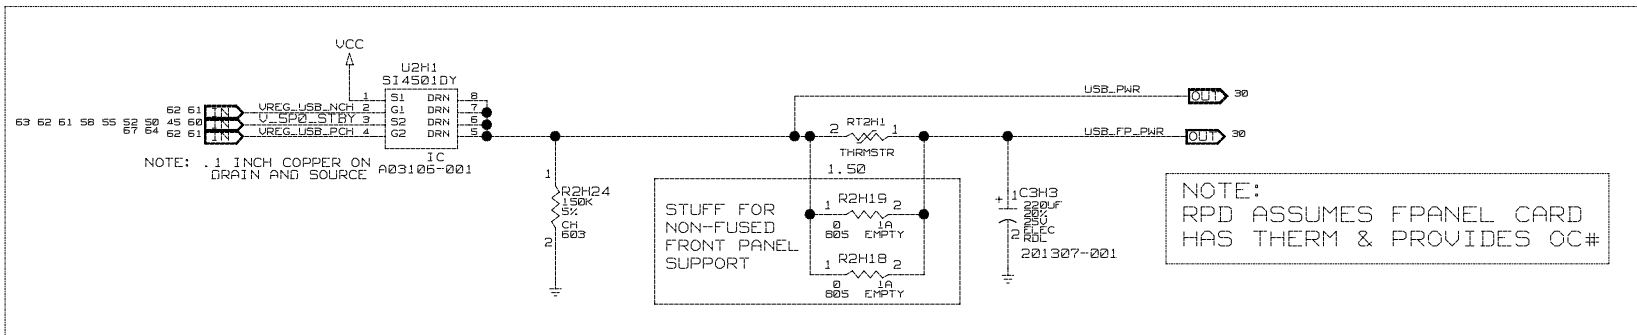 VCC
U2H1
SI4501DY
1 S1 DRN 8
62 61 IN VREG_USB_NCH 2 G1 DRN 7
63 62 61 58 55 52 50 45 60 IN V_5P0_STBY 3 S2 DRN 6
67 64
62 61 IN VREG_USB_PCH 4 G2 DRN 5
IC
A03106-001
NOTE: .1 INCH COPPER ON
DRAIN AND SOURCE
1
R2H24
150K
5%
CH
603
2
USB_PWR OUT 30
2 RT2H1 1
THRMSTR
1.50
USB_FP_PWR OUT 30
STUFF FOR
NON-FUSED
FRONT PANEL
SUPPORT
R2H19
1 2
0 1A
805 EMPTY
R2H18
1 2
0 1A
805 EMPTY
+ 1 C3H3
220UF
20%
25V
ELEC
2 RDL
201307-001
NOTE:
RPD ASSUMES FPANEL CARD
HAS THERM & PROVIDES OC#